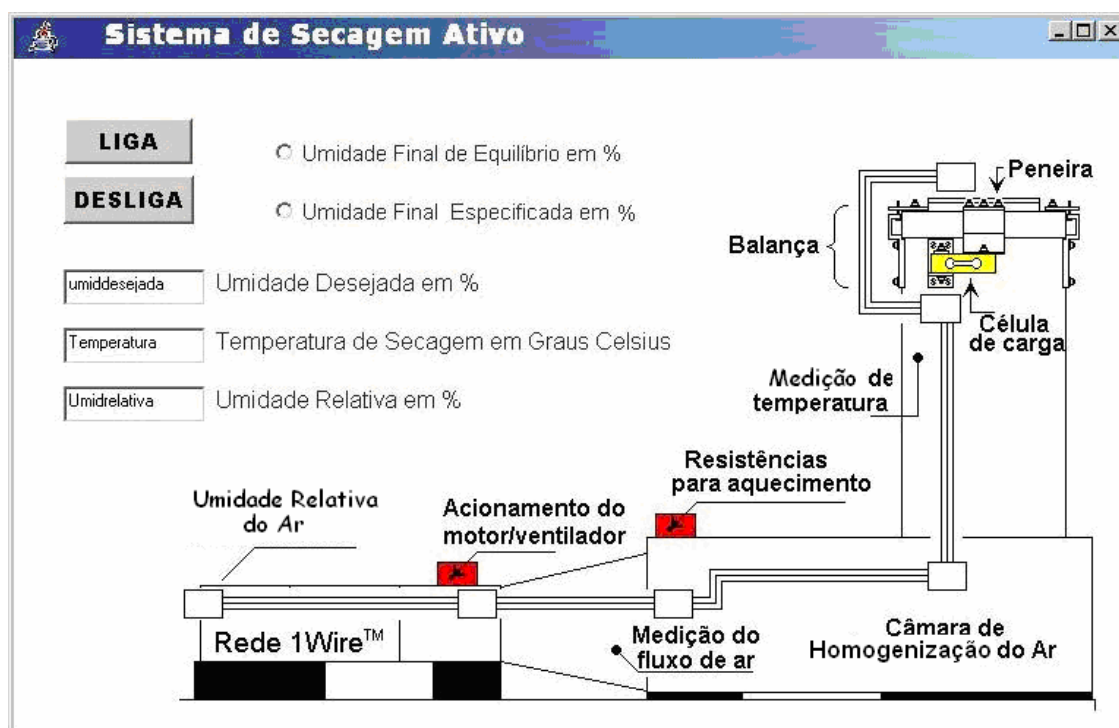 Sistema de Secagem Ativo
LIGA
Umidade Final de Equilíbrio em %
DESLIGA
Umidade Final Especificada em %
umiddesejada Umidade Desejada em %
Temperatura Temperatura de Secagem em Graus Celsius
Umidrelativa Umidade Relativa em %
Peneira
Balança
Célula
de carga
Medição de
temperatura
Resistências
para aquecimento
Umidade Relativa
do Ar
Acionamento do
motor/ventilador
Rede 1Wire™
Medição do
fluxo de ar
Câmara de
Homogenização do Ar